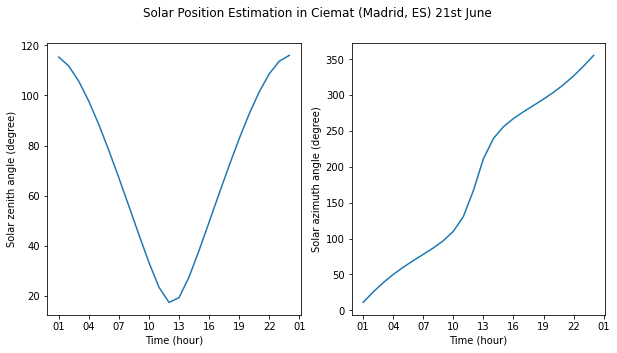 Solar Position Estimation in Ciemat (Madrid, ES) 21st June
Solar zenith angle (degree)
120
100
80
60
40
20
01 04 07 10 13 16 19 22 01
Time (hour)
Solar azimuth angle (degree)
350
300
250
200
150
100
50
0
01 04 07 10 13 16 19 22 01
Time (hour)